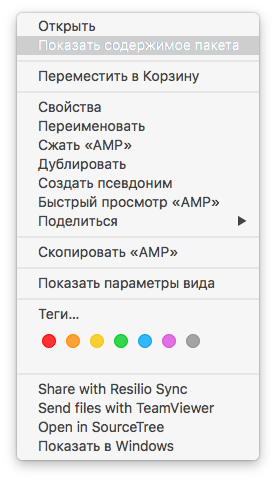 Открыть
Показать содержимое пакета
Переместить в Корзину
Свойства
Переименовать
Сжать «AMP»
Дублировать
Создать псевдоним
Быстрый просмотр «AMP»
Поделиться
Скопировать «AMP»
Показать параметры вида
Теги...
Share with Resilio Sync
Send files with TeamViewer
Open in SourceTree
Показать в Windows